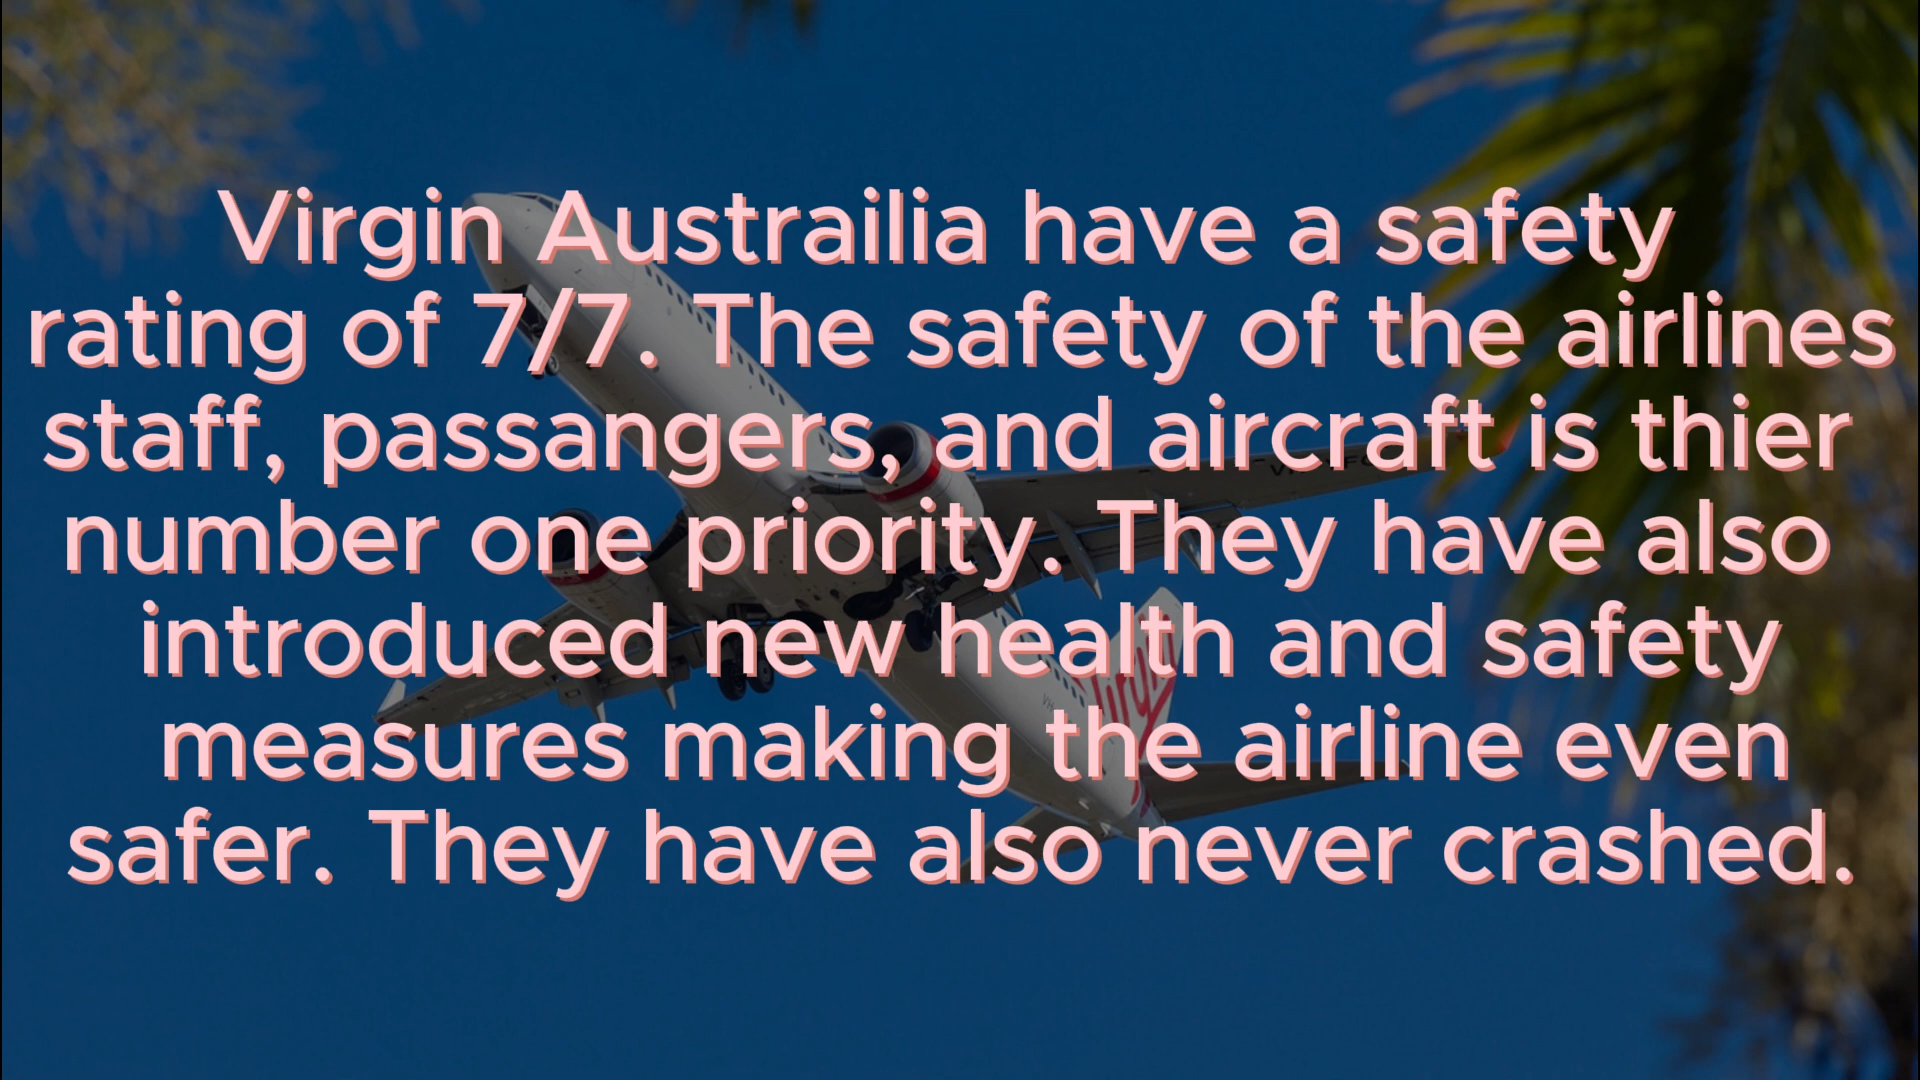 Virgin Austrailia have a safety
rating of 7/7. The safety of the airlines
staff, passangers, and aircraft is thier
number one priority. They have also
introduced new health and safety
measures making the airline even
safer. They have also never crashed.